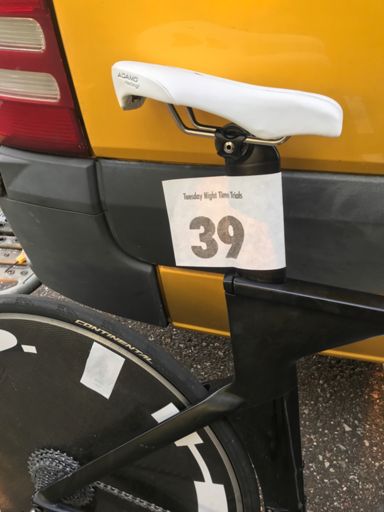 ADAMO
Tuesday Night Time Trials
39
CONTINENTAL